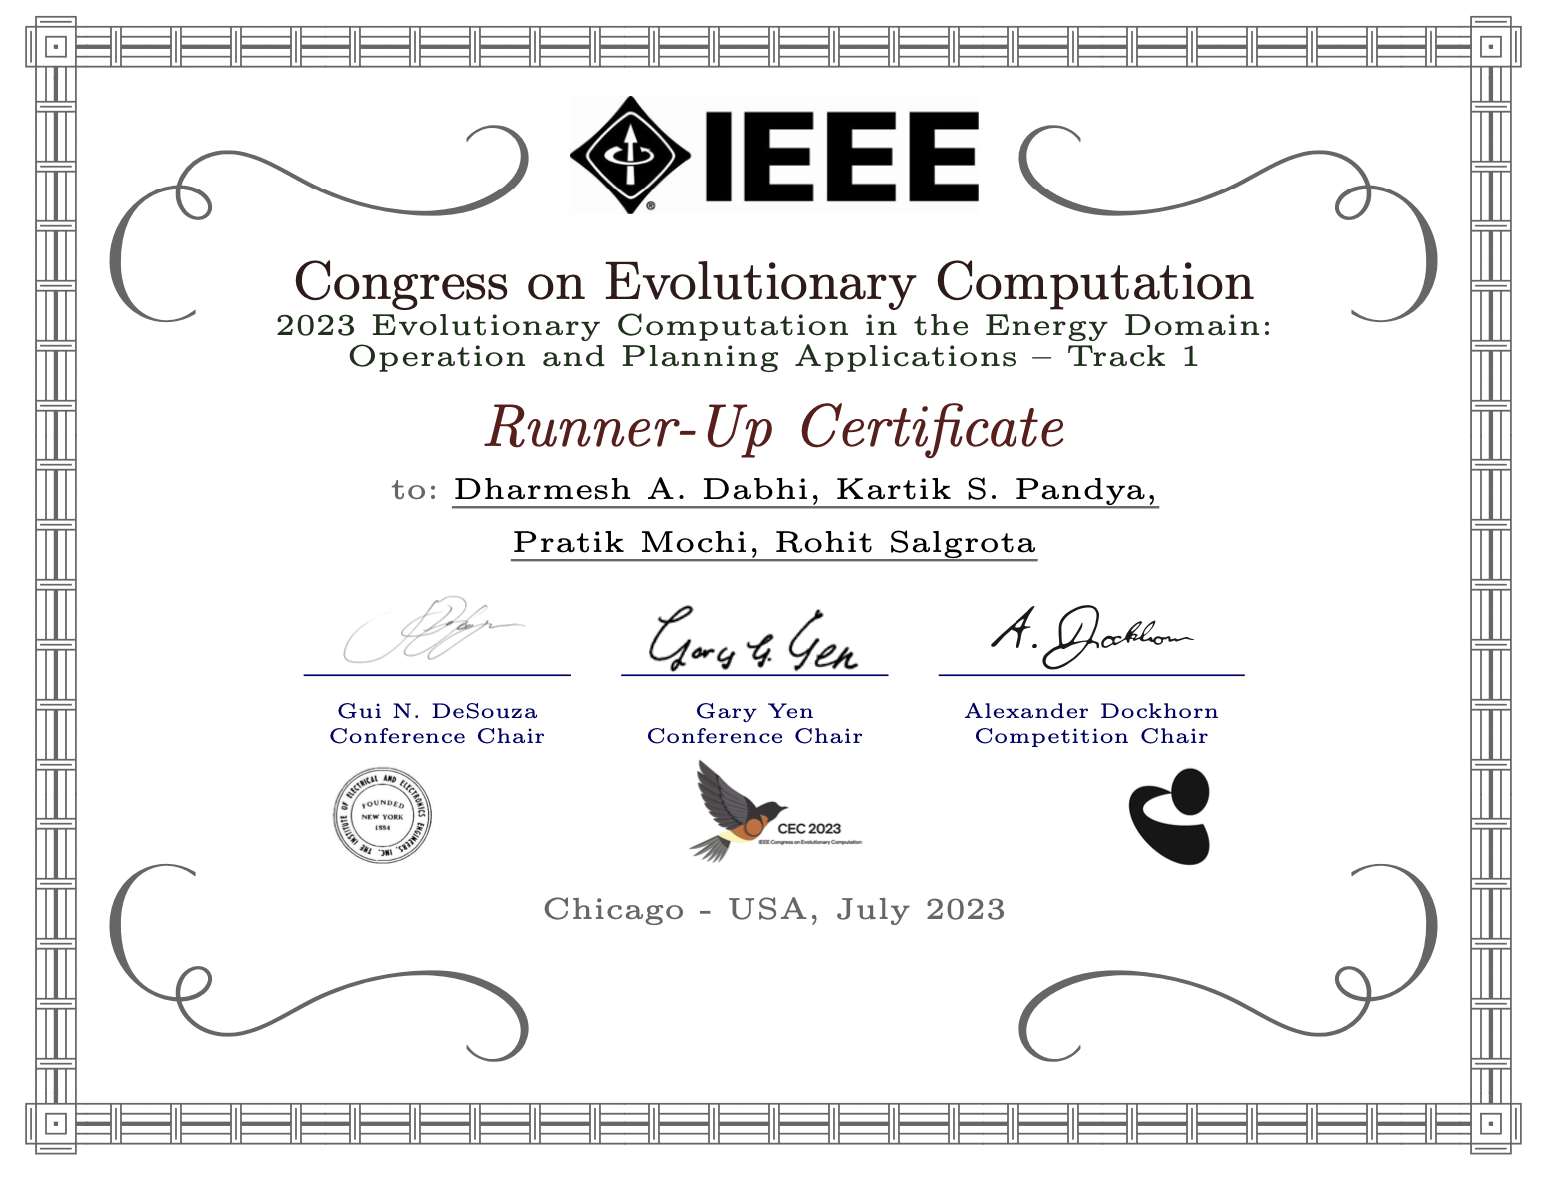 IEEE
®
Congress on Evolutionary Computation
2023 Evolutionary Computation in the Energy Domain:
Operation and Planning Applications – Track 1
Runner-Up Certificate
to: Dharmesh A. Dabhi, Kartik S. Pandya,
Pratik Mochi, Rohit Salgrota
Gary G. Yen
A. Dockhorn
Gui N. DeSouza
Conference Chair
Gary Yen
Conference Chair
Alexander Dockhorn
Competition Chair
THE INSTITUTE OF ELECTRICAL AND ELECTRONICS ENGINEERS, INC.
FOUNDED
NEW YORK
1884
CEC 2023
IEEE Congress on Evolutionary Computation
Chicago - USA, July 2023